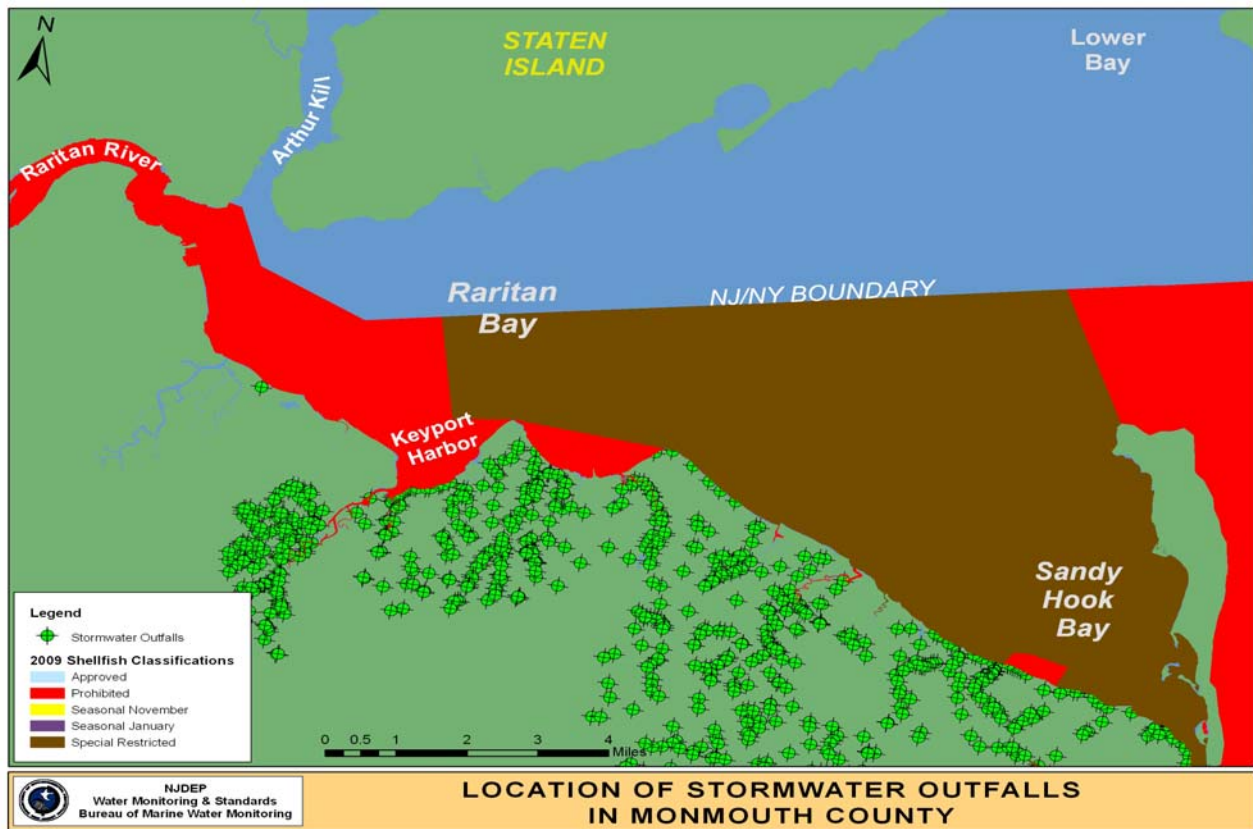 N
STATEN
ISLAND
Lower
Bay
Arthur Kill
Raritan River
Raritan
Bay
NJ/NY BOUNDARY
Keyport
Harbor
Sandy
Hook
Bay
Legend
Stormwater Outfalls
2009 Shellfish Classifications
Approved
Prohibited
Seasonal November
Seasonal January
Special Restricted
0 0.5 1 2 3 4
Miles
NJDEP
Water Monitoring & Standards
Bureau of Marine Water Monitoring
LOCATION OF STORMWATER OUTFALLS
IN MONMOUTH COUNTY